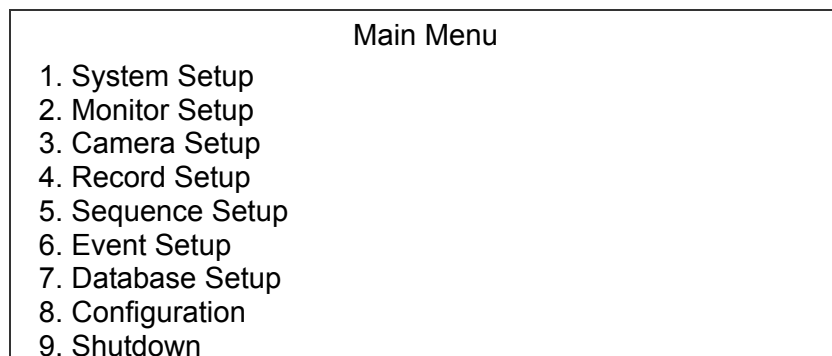 Main Menu
1. System Setup
2. Monitor Setup
3. Camera Setup
4. Record Setup
5. Sequence Setup
6. Event Setup
7. Database Setup
8. Configuration
9. Shutdown